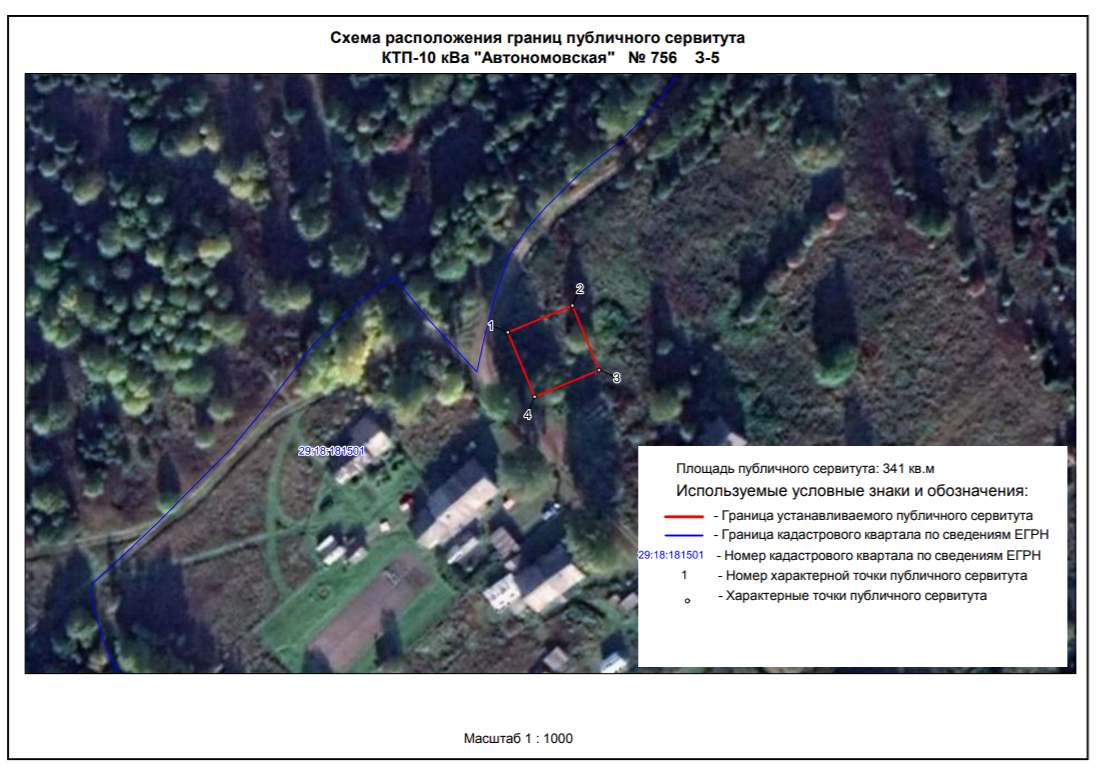 Схема расположения границ публичного сервитута
КТП-10 кВа "Автономовская" № 756 З-5
2
1
3
4
29:18:181501
Площадь публичного сервитута: 341 кв.м
Используемые условные знаки и обозначения:
- Граница устанавливаемого публичного сервитута
- Граница кадастрового квартала по сведениям ЕГРН
29:18:181501 - Номер кадастрового квартала по сведениям ЕГРН
1 - Номер характерной точки публичного сервитута
- Характерные точки публичного сервитута
Масштаб 1 : 1000